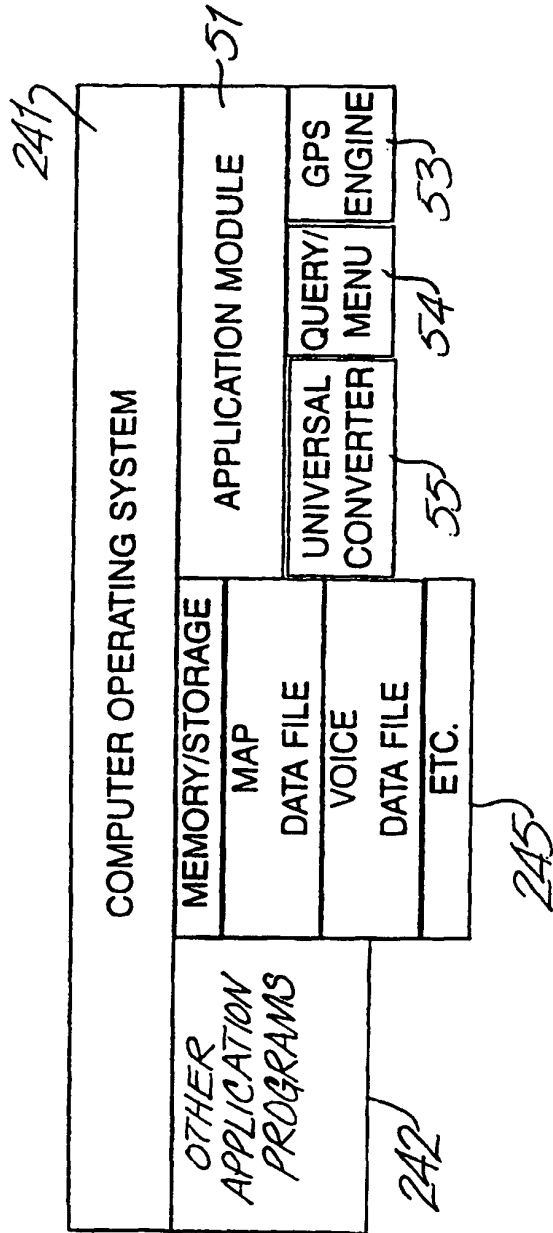 241
COMPUTER OPERATING SYSTEM
OTHER
APPLICATION
PROGRAMS
242
MEMORY/STORAGE
MAP
DATA FILE
VOICE
DATA FILE
ETC.
245
APPLICATION MODULE
51
UNIVERSAL
CONVERTER
55
QUERY/
MENU
54
GPS
ENGINE
53